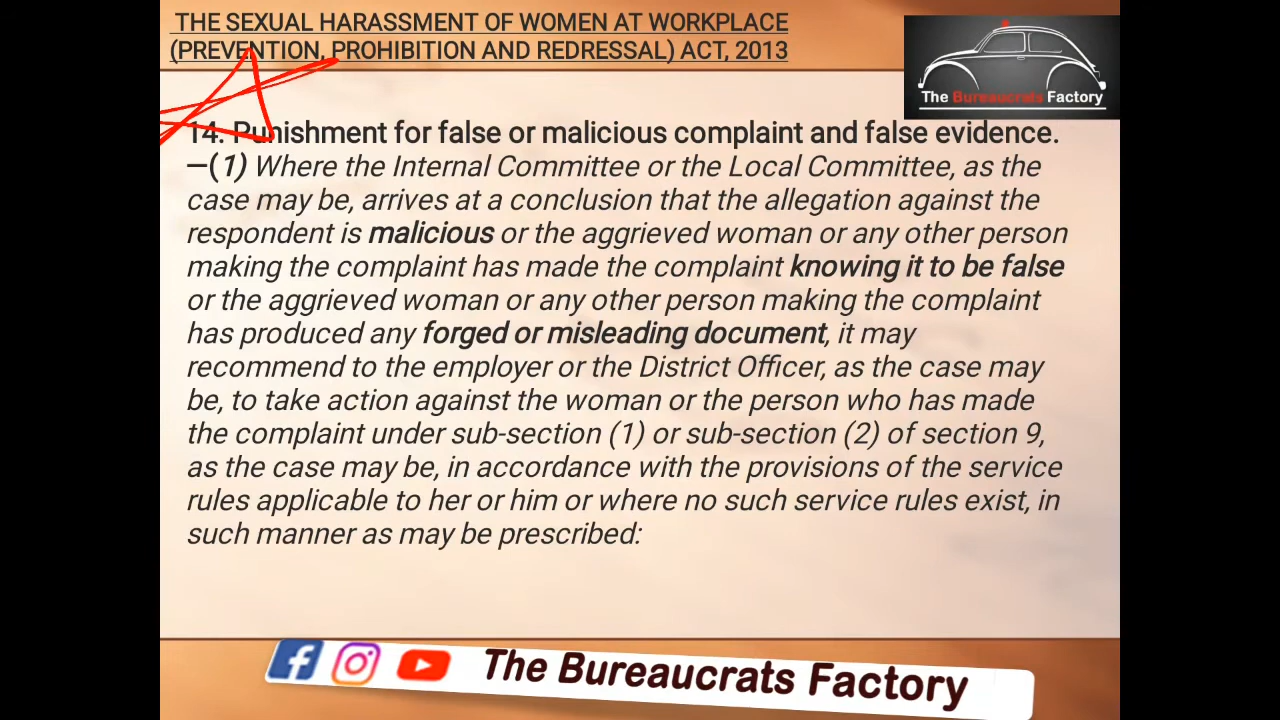 THE SEXUAL HARASSMENT OF WOMEN AT WORKPLACE
(PREVENTION, PROHIBITION AND REDRESSAL) ACT, 2013
The Bureaucrats Factory
14. Punishment for false or malicious complaint and false evidence.
—(1) Where the Internal Committee or the Local Committee, as the
case may be, arrives at a conclusion that the allegation against the
respondent is malicious or the aggrieved woman or any other person
making the complaint has made the complaint knowing it to be false
or the aggrieved woman or any other person making the complaint
has produced any forged or misleading document, it may
recommend to the employer or the District Officer, as the case may
be, to take action against the woman or the person who has made
the complaint under sub-section (1) or sub-section (2) of section 9,
as the case may be, in accordance with the provisions of the service
rules applicable to her or him or where no such service rules exist, in
such manner as may be prescribed:
The Bureaucrats Factory